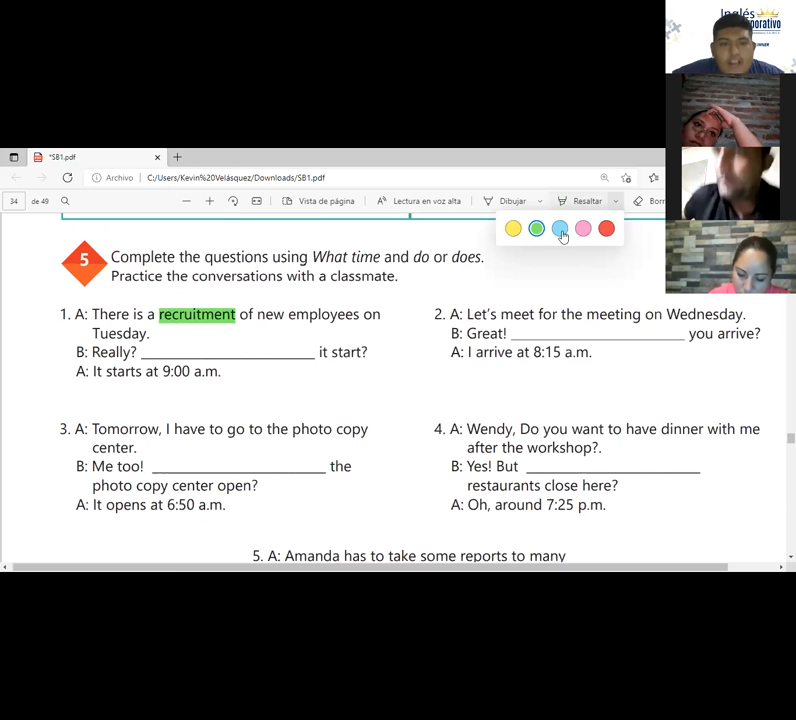 Inglés
*SB1.pdf
Archivo C:/Users/Kevin%20Velásquez/Downloads/SB1.pdf
34 de 49 Vista de página Lectura en voz alta Dibujar Resaltar Borr
5 Complete the questions using What time and do or does.
Practice the conversations with a classmate.
1. A: There is a recruitment of new employees on
Tuesday.
B: Really? ______________________ it start?
A: It starts at 9:00 a.m.
2. A: Let's meet for the meeting on Wednesday.
B: Great! ______________________ you arrive?
A: I arrive at 8:15 a.m.
3. A: Tomorrow, I have to go to the photo copy
center.
B: Me too! ______________________ the
photo copy center open?
A: It opens at 6:50 a.m.
4. A: Wendy, Do you want to have dinner with me
after the workshop?.
B: Yes! But ______________________
restaurants close here?
A: Oh, around 7:25 p.m.
5. A: Amanda has to take some reports to many